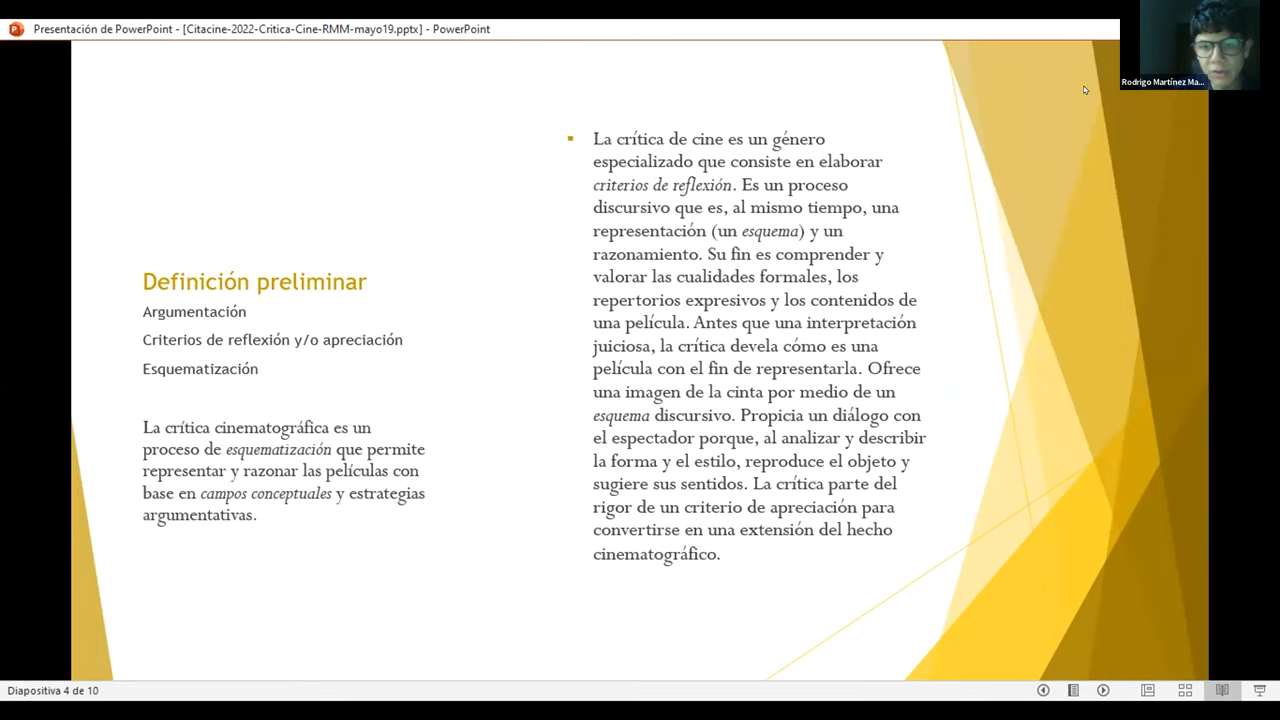 Presentación de PowerPoint - [Citacine-2022-Critica-Cine-RMM-mayo19.pptx] - PowerPoint
Rodrigo Martínez Ma...
Definición preliminar
Argumentación
Criterios de reflexión y/o apreciación
Esquematización
La crítica cinematográfica es un
proceso de esquematización que permite
representar y razonar las películas con
base en campos conceptuales y estrategias
argumentativas.
La crítica de cine es un género
especializado que consiste en elaborar
criterios de reflexión. Es un proceso
discursivo que es, al mismo tiempo, una
representación (un esquema) y un
razonamiento. Su fin es comprender y
valorar las cualidades formales, los
repertorios expresivos y los contenidos de
una película. Antes que una interpretación
juiciosa, la crítica devela cómo es una
película con el fin de representarla. Ofrece
una imagen de la cinta por medio de un
esquema discursivo. Propicia un diálogo con
el espectador porque, al analizar y describir
la forma y el estilo, reproduce el objeto y
sugiere sus sentidos. La crítica parte del
rigor de un criterio de apreciación para
convertirse en una extensión del hecho
cinematográfico.
Diapositiva 4 de 10